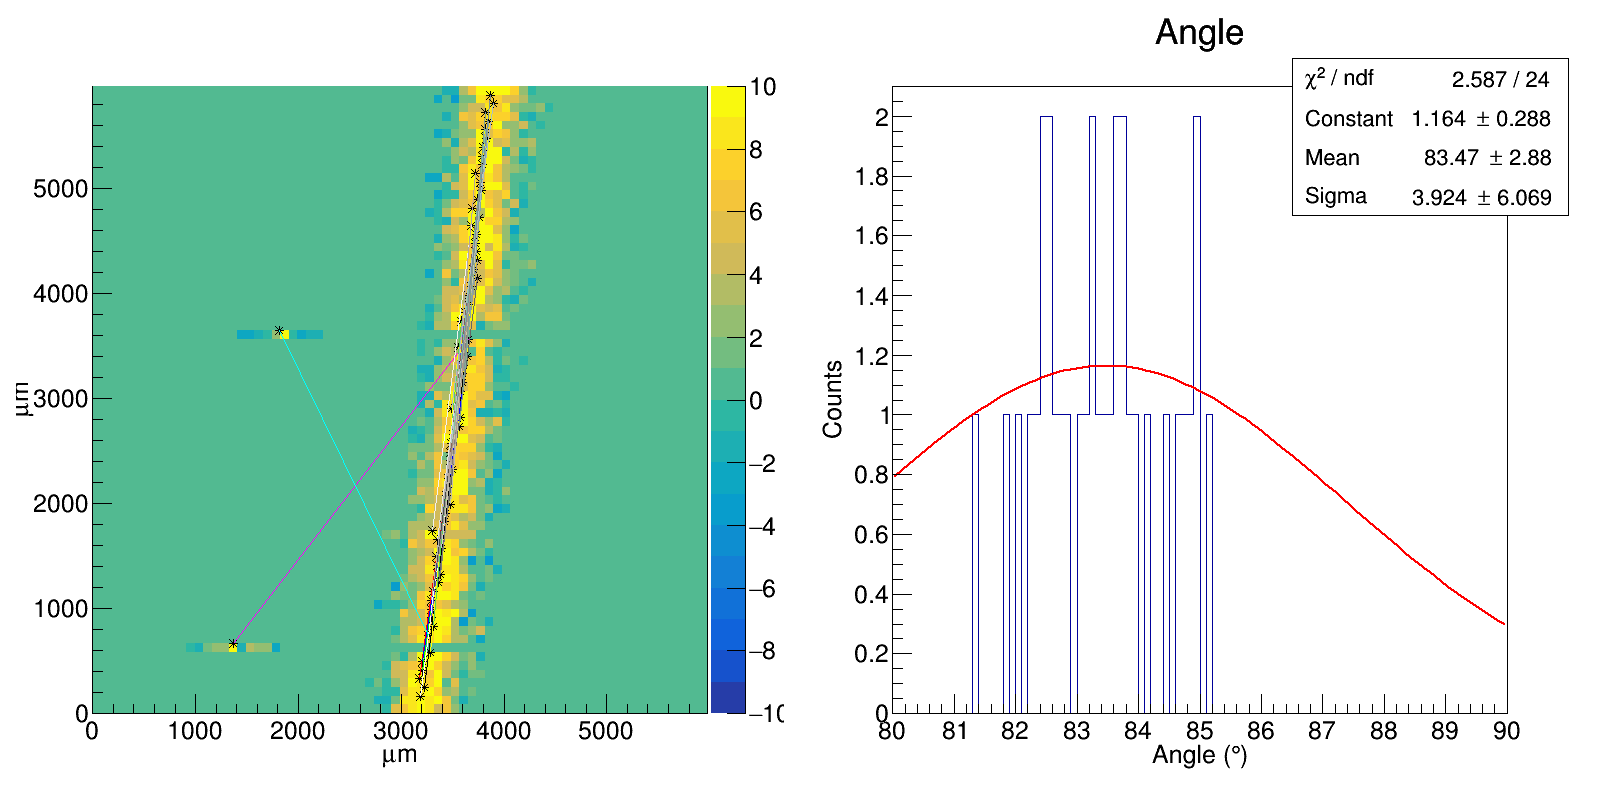 Angle
χ² / ndf 2.587 / 24
Constant 1.164 ± 0.288
Mean 83.47 ± 2.88
Sigma 3.924 ± 6.069
10
8
6
4
2
0
−2
−4
−6
−8
−10
5000
4000
3000
2000
1000
0
μm
0 1000 2000 3000 4000 5000
μm
2
1.8
1.6
1.4
1.2
1
0.8
0.6
0.4
0.2
0
Counts
80 81 82 83 84 85 86 87 88 89 90
Angle (°)